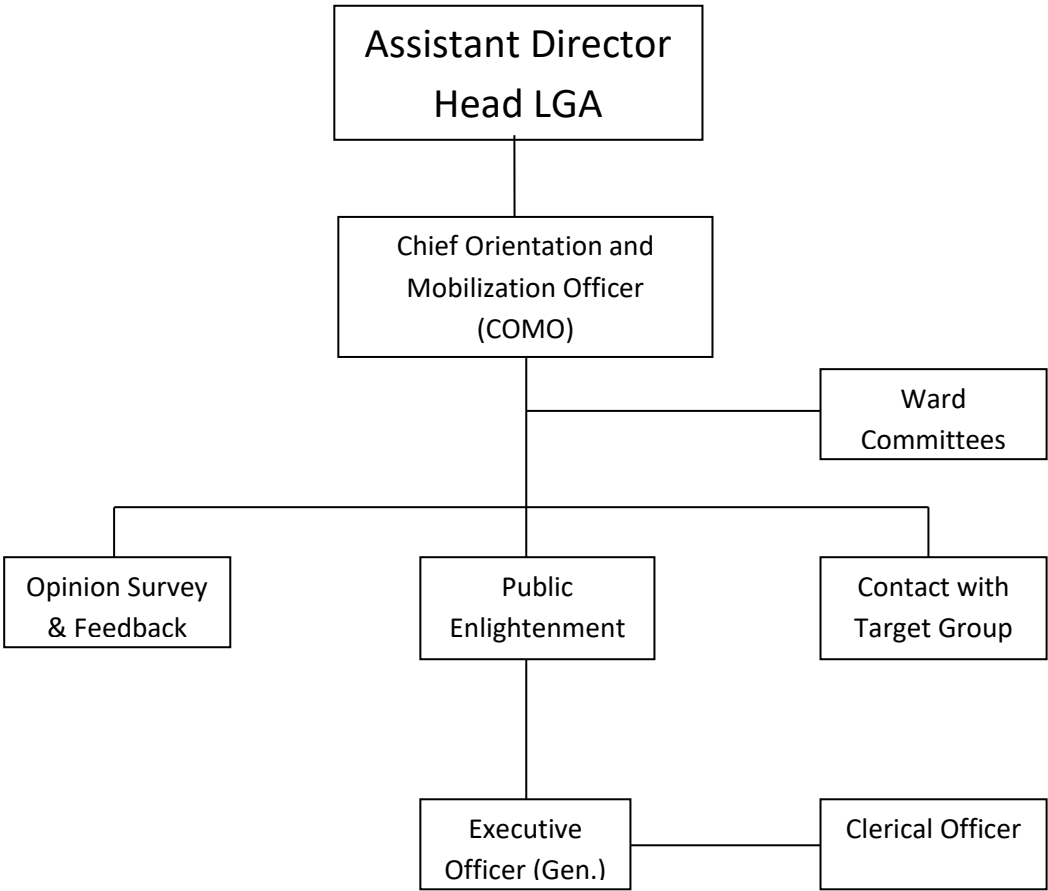 Assistant Director
Head LGA
Chief Orientation and
Mobilization Officer
(COMO)
Ward
Committees
Opinion Survey
& Feedback
Public
Enlightenment
Contact with
Target Group
Executive
Officer (Gen.)
Clerical Officer